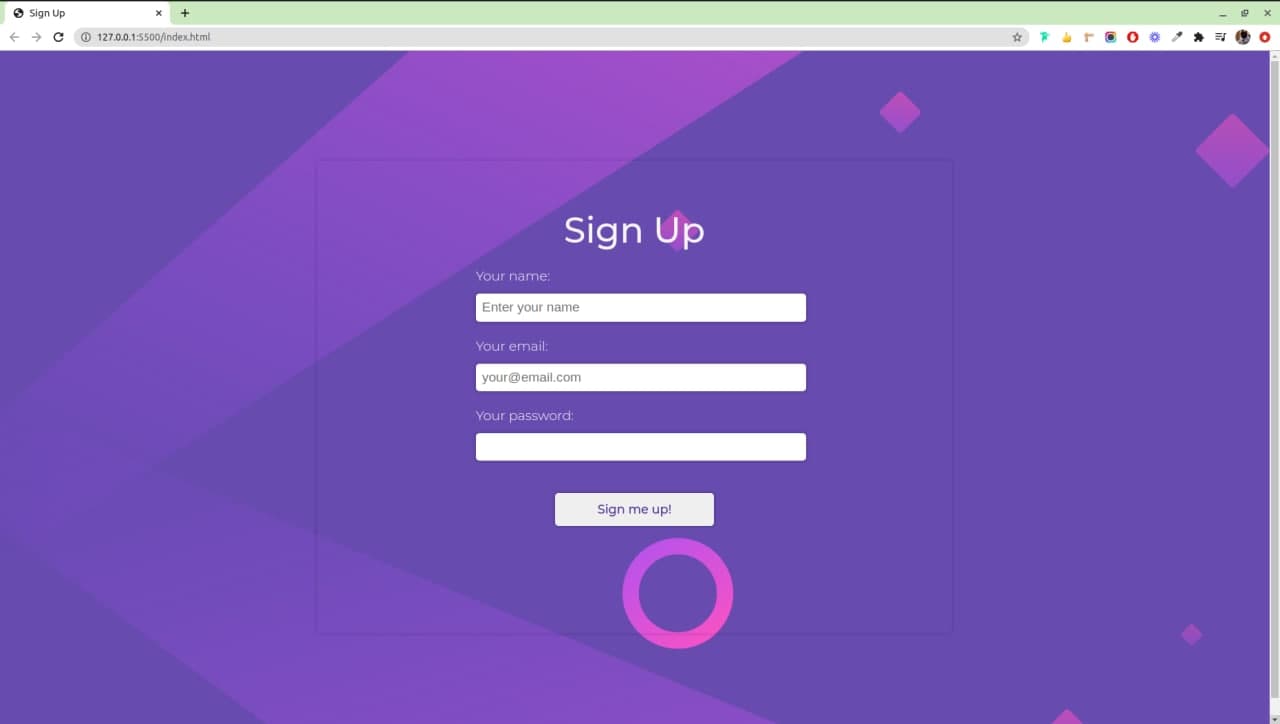 Sign Up
127.0.0.1:5500/index.html
Sign Up
Your name:
Enter your name
Your email:
your@email.com
Your password:
Sign me up!